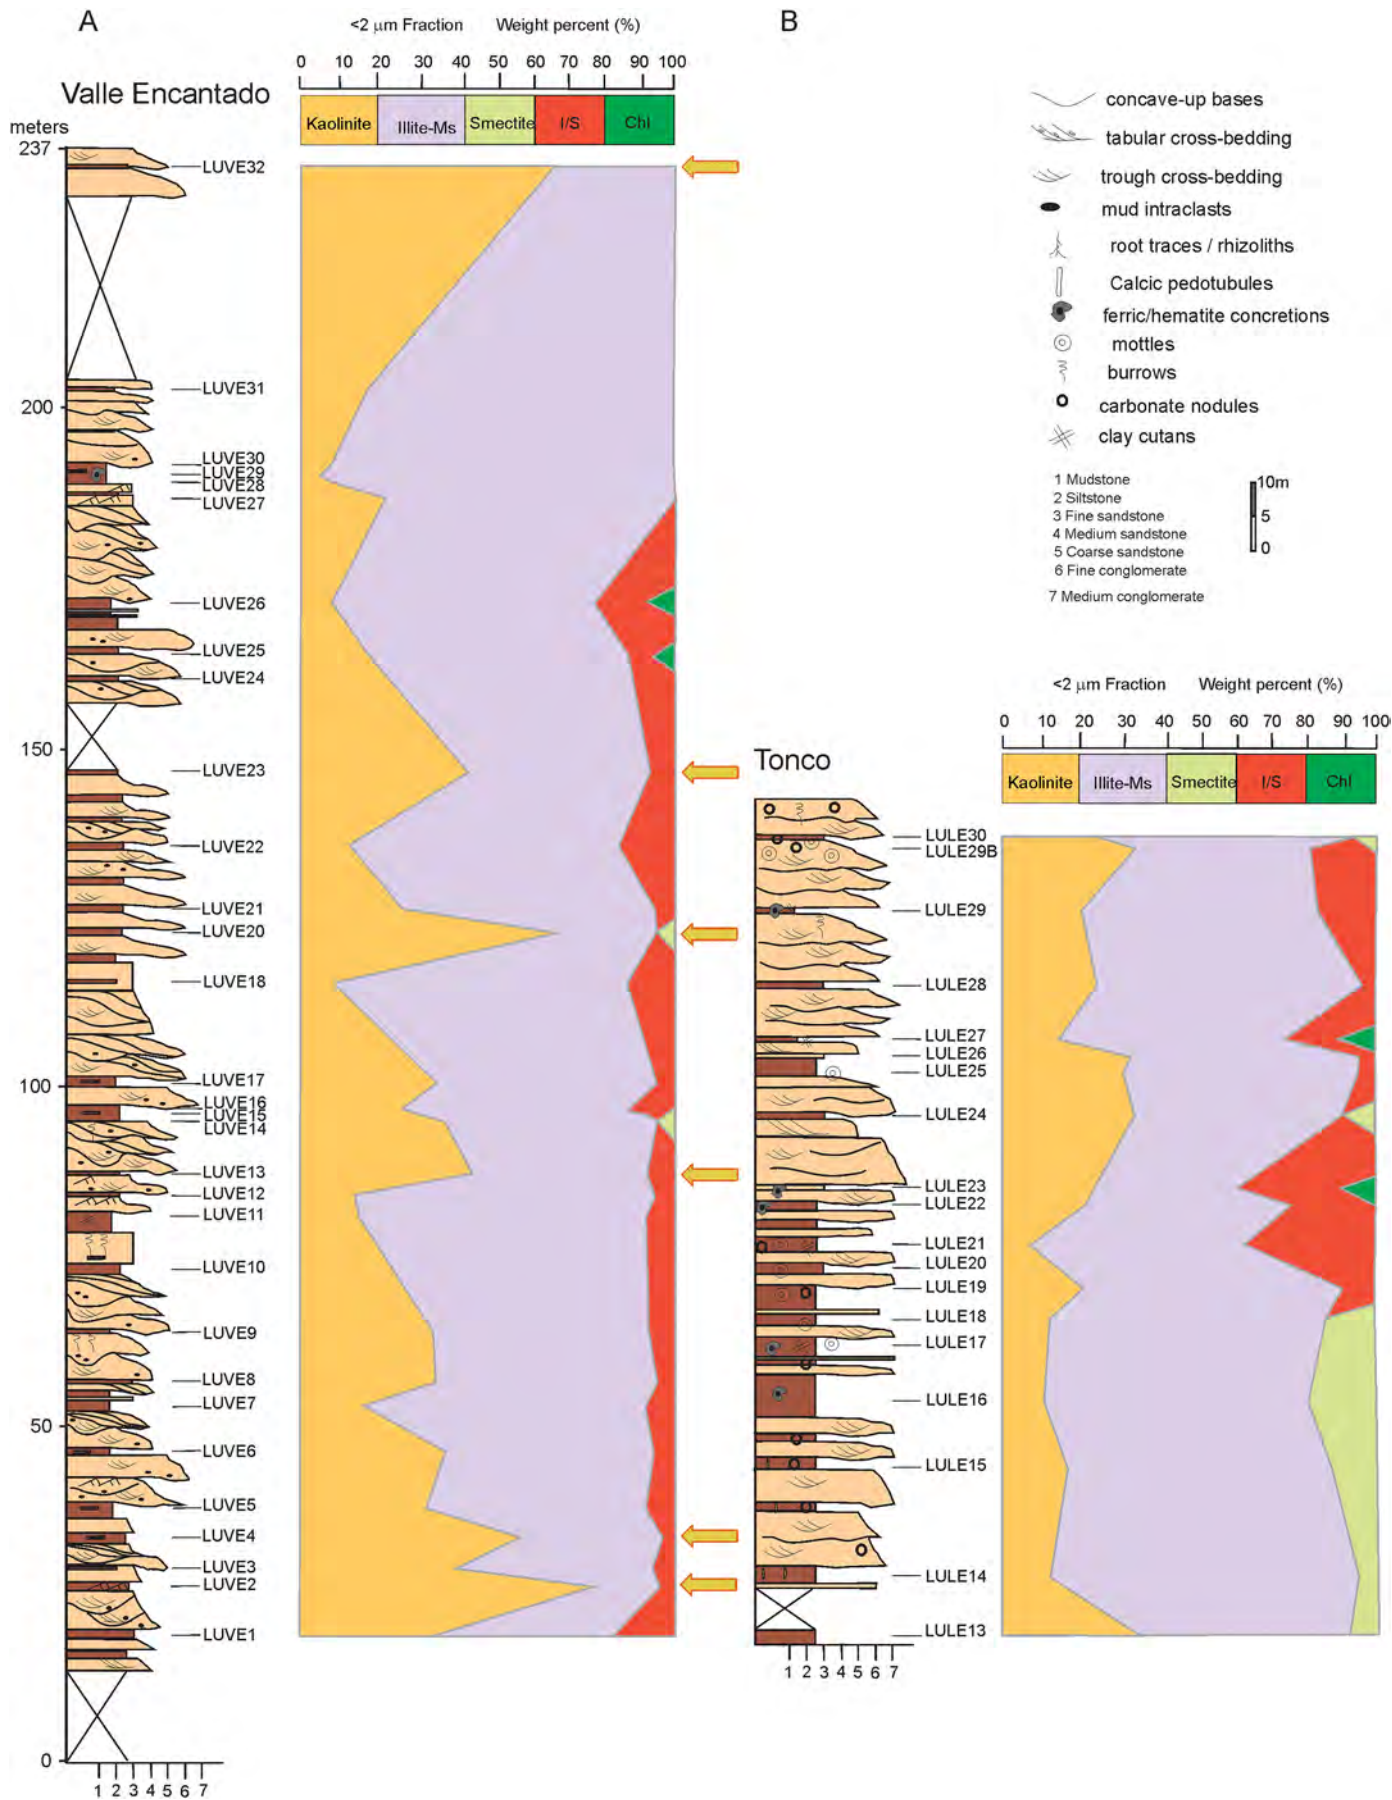 A
<2 μm Fraction Weight percent (%)
0 10 20 30 40 50 60 70 80 90 100
Kaolinite Illite-Ms Smectite I/S Chl
Valle Encantado
meters
237
200
150
100
50
0
LUVE32
LUVE31
LUVE30
LUVE29
LUVE28
LUVE27
LUVE26
LUVE25
LUVE24
LUVE23
LUVE22
LUVE21
LUVE20
LUVE18
LUVE17
LUVE16
LUVE15
LUVE14
LUVE13
LUVE12
LUVE11
LUVE10
LUVE9
LUVE8
LUVE7
LUVE6
LUVE5
LUVE4
LUVE3
LUVE2
LUVE1
1 2 3 4 5 6 7
B
concave-up bases
tabular cross-bedding
trough cross-bedding
mud intraclasts
root traces / rhizoliths
Calcic pedotubules
ferric/hematite concretions
mottles
burrows
carbonate nodules
clay cutans
1 Mudstone
2 Siltstone
3 Fine sandstone
4 Medium sandstone
5 Coarse sandstone
6 Fine conglomerate
7 Medium conglomerate
10m
5
0
<2 μm Fraction Weight percent (%)
0 10 20 30 40 50 60 70 80 90 100
Kaolinite Illite-Ms Smectite I/S Chl
Tonco
LULE30
LULE29B
LULE29
LULE28
LULE27
LULE26
LULE25
LULE24
LULE23
LULE22
LULE21
LULE20
LULE19
LULE18
LULE17
LULE16
LULE15
LULE14
LULE13
1 2 3 4 5 6 7